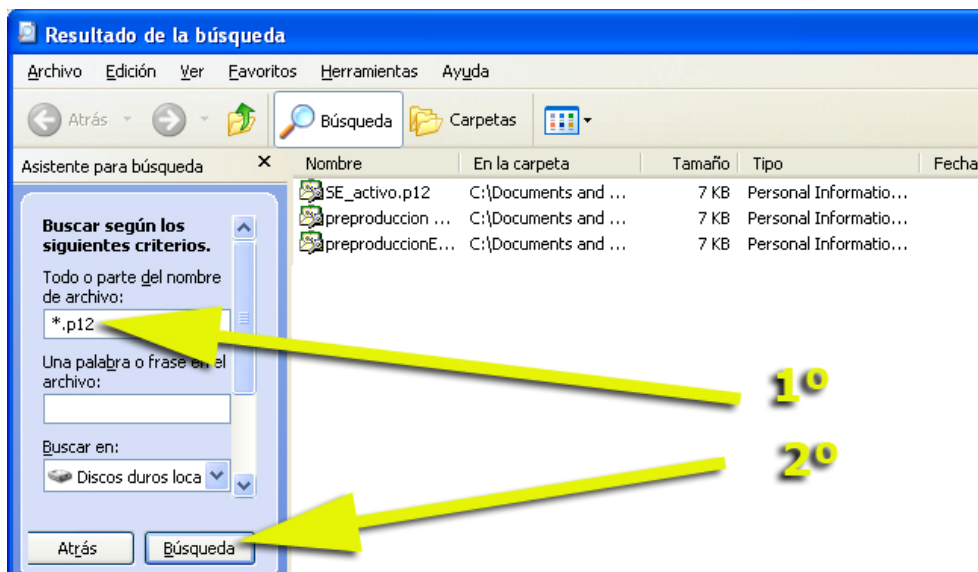 Resultado de la búsqueda
Archivo Edición Ver Favoritos Herramientas Ayuda
Atrás Búsqueda Carpetas
Asistente para búsqueda X
Nombre En la carpeta Tamaño Tipo Fecha
SE_activo.p12 C:\Documents and ... 7 KB Personal Informatio...
preproduccion ... C:\Documents and ... 7 KB Personal Informatio...
preproduccionE... C:\Documents and ... 7 KB Personal Informatio...
Buscar según los
siguientes criterios.
Todo o parte del nombre
de archivo:
*.p12
Una palabra o frase en el
archivo:
Buscar en:
Discos duros loca
Atrás Búsqueda
1º
2º